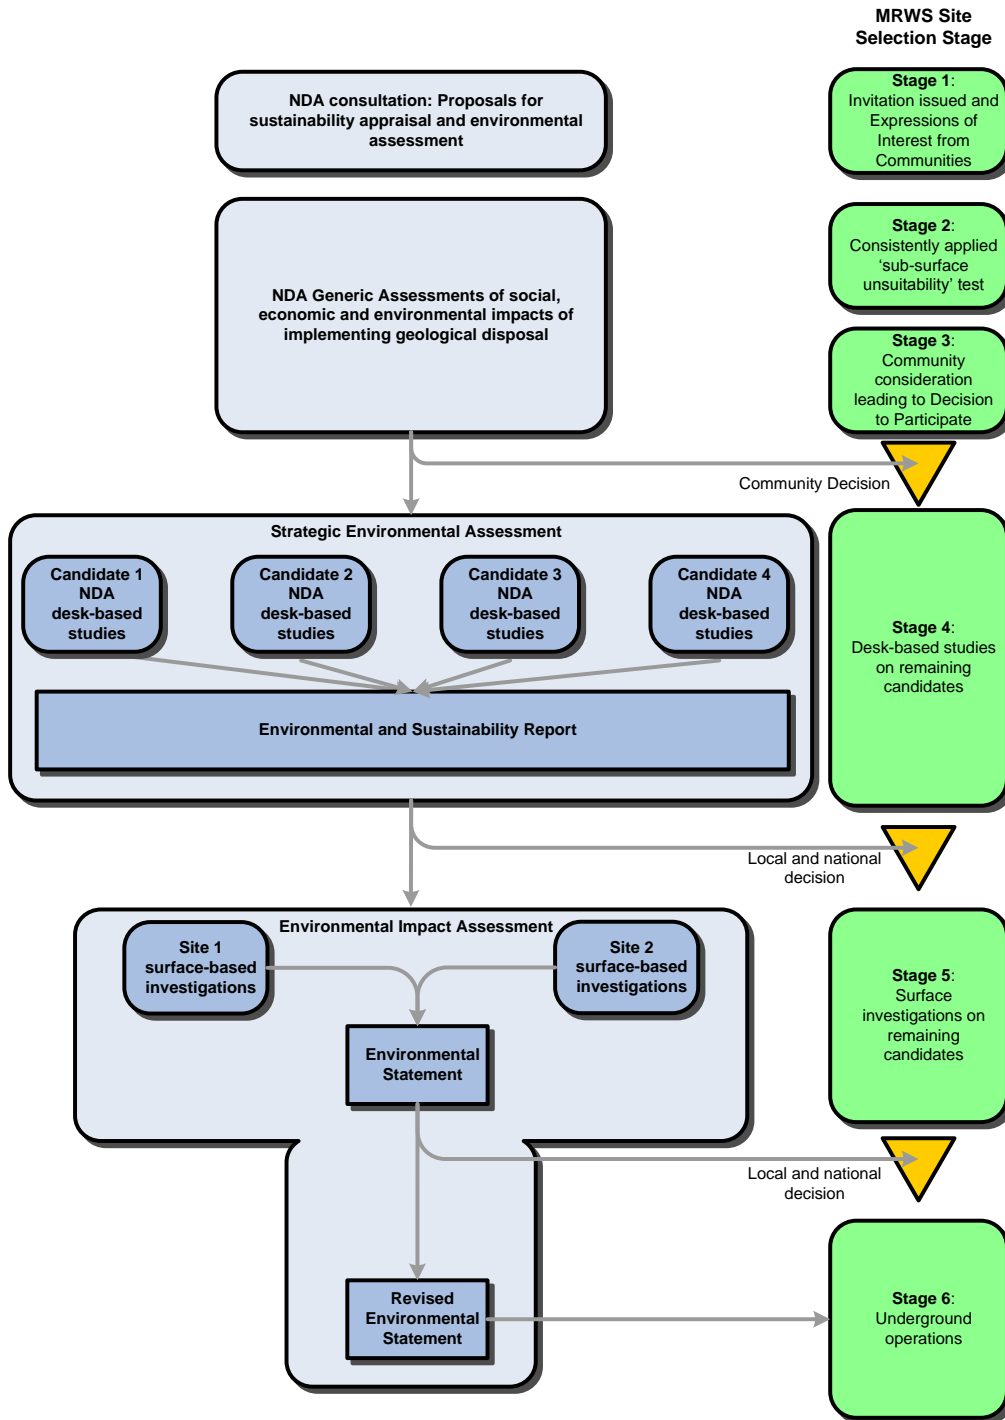 MRWS Site
Selection Stage
NDA consultation: Proposals for
sustainability appraisal and environmental
assessment
Stage 1:
Invitation issued and
Expressions of
Interest from
Communities
NDA Generic Assessments of social,
economic and environmental impacts of
implementing geological disposal
Stage 2:
Consistently applied
‘sub-surface
unsuitability’ test
Stage 3:
Community
consideration
leading to Decision
to Participate
Community Decision
Strategic Environmental Assessment
Candidate 1
NDA
desk-based
studies
Candidate 2
NDA
desk-based
studies
Candidate 3
NDA
desk-based
studies
Candidate 4
NDA
desk-based
studies
Environmental and Sustainability Report
Stage 4:
Desk-based studies
on remaining
candidates
Local and national
decision
Environmental Impact Assessment
Site 1
surface-based
investigations
Site 2
surface-based
investigations
Environmental
Statement
Stage 5:
Surface
investigations on
remaining
candidates
Local and national
decision
Revised
Environmental
Statement
Stage 6:
Underground
operations